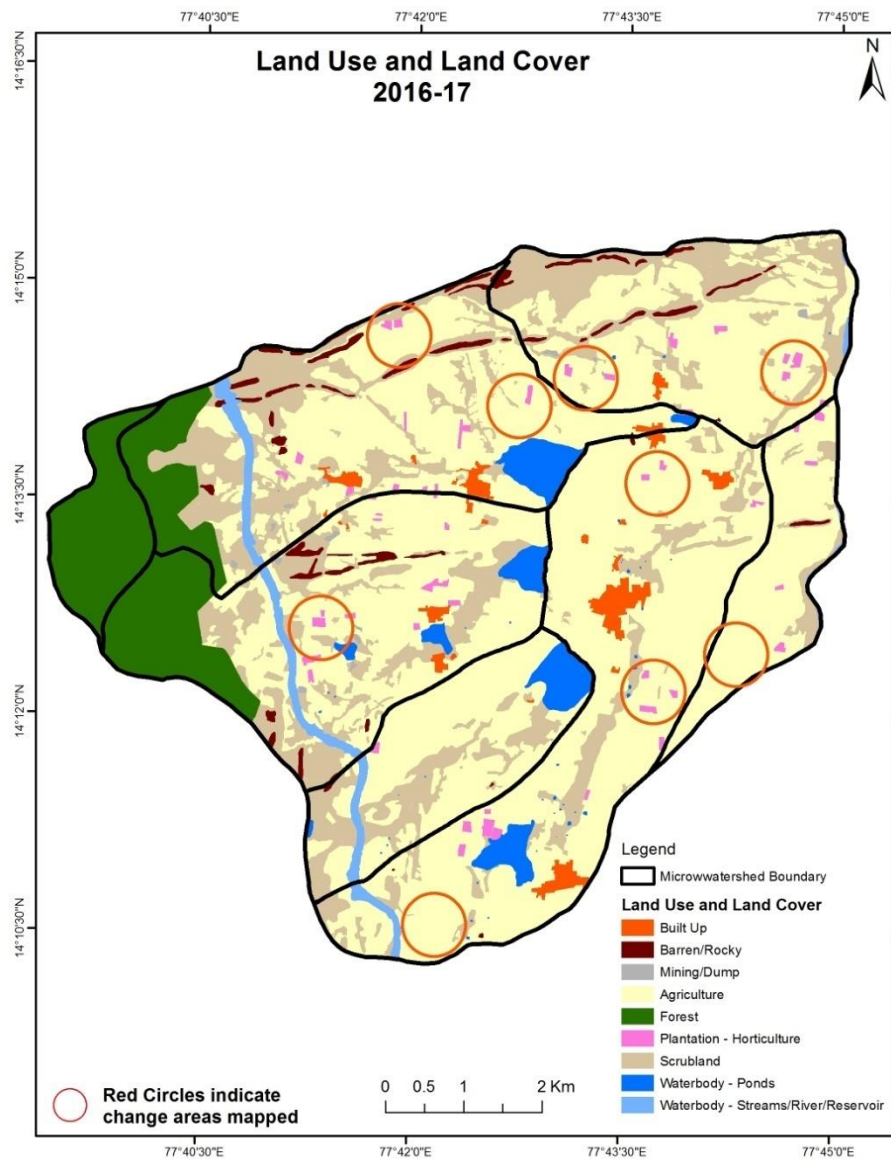 77°40'30"E
77°42'0"E
77°43'30"E
77°45'0"E
Land Use and Land Cover
2016-17
N
14°16'30"N
14°15'0"N
14°13'30"N
14°12'0"N
14°10'30"N
Legend
Microwwatershed Boundary
Land Use and Land Cover
Built Up
Barren/Rocky
Mining/Dump
Agriculture
Forest
Plantation - Horticulture
Scrubland
Waterbody - Ponds
Waterbody - Streams/River/Reservoir
Red Circles indicate
change areas mapped
0 0.5 1 2 Km
77°40'30"E
77°42'0"E
77°43'30"E
77°45'0"E